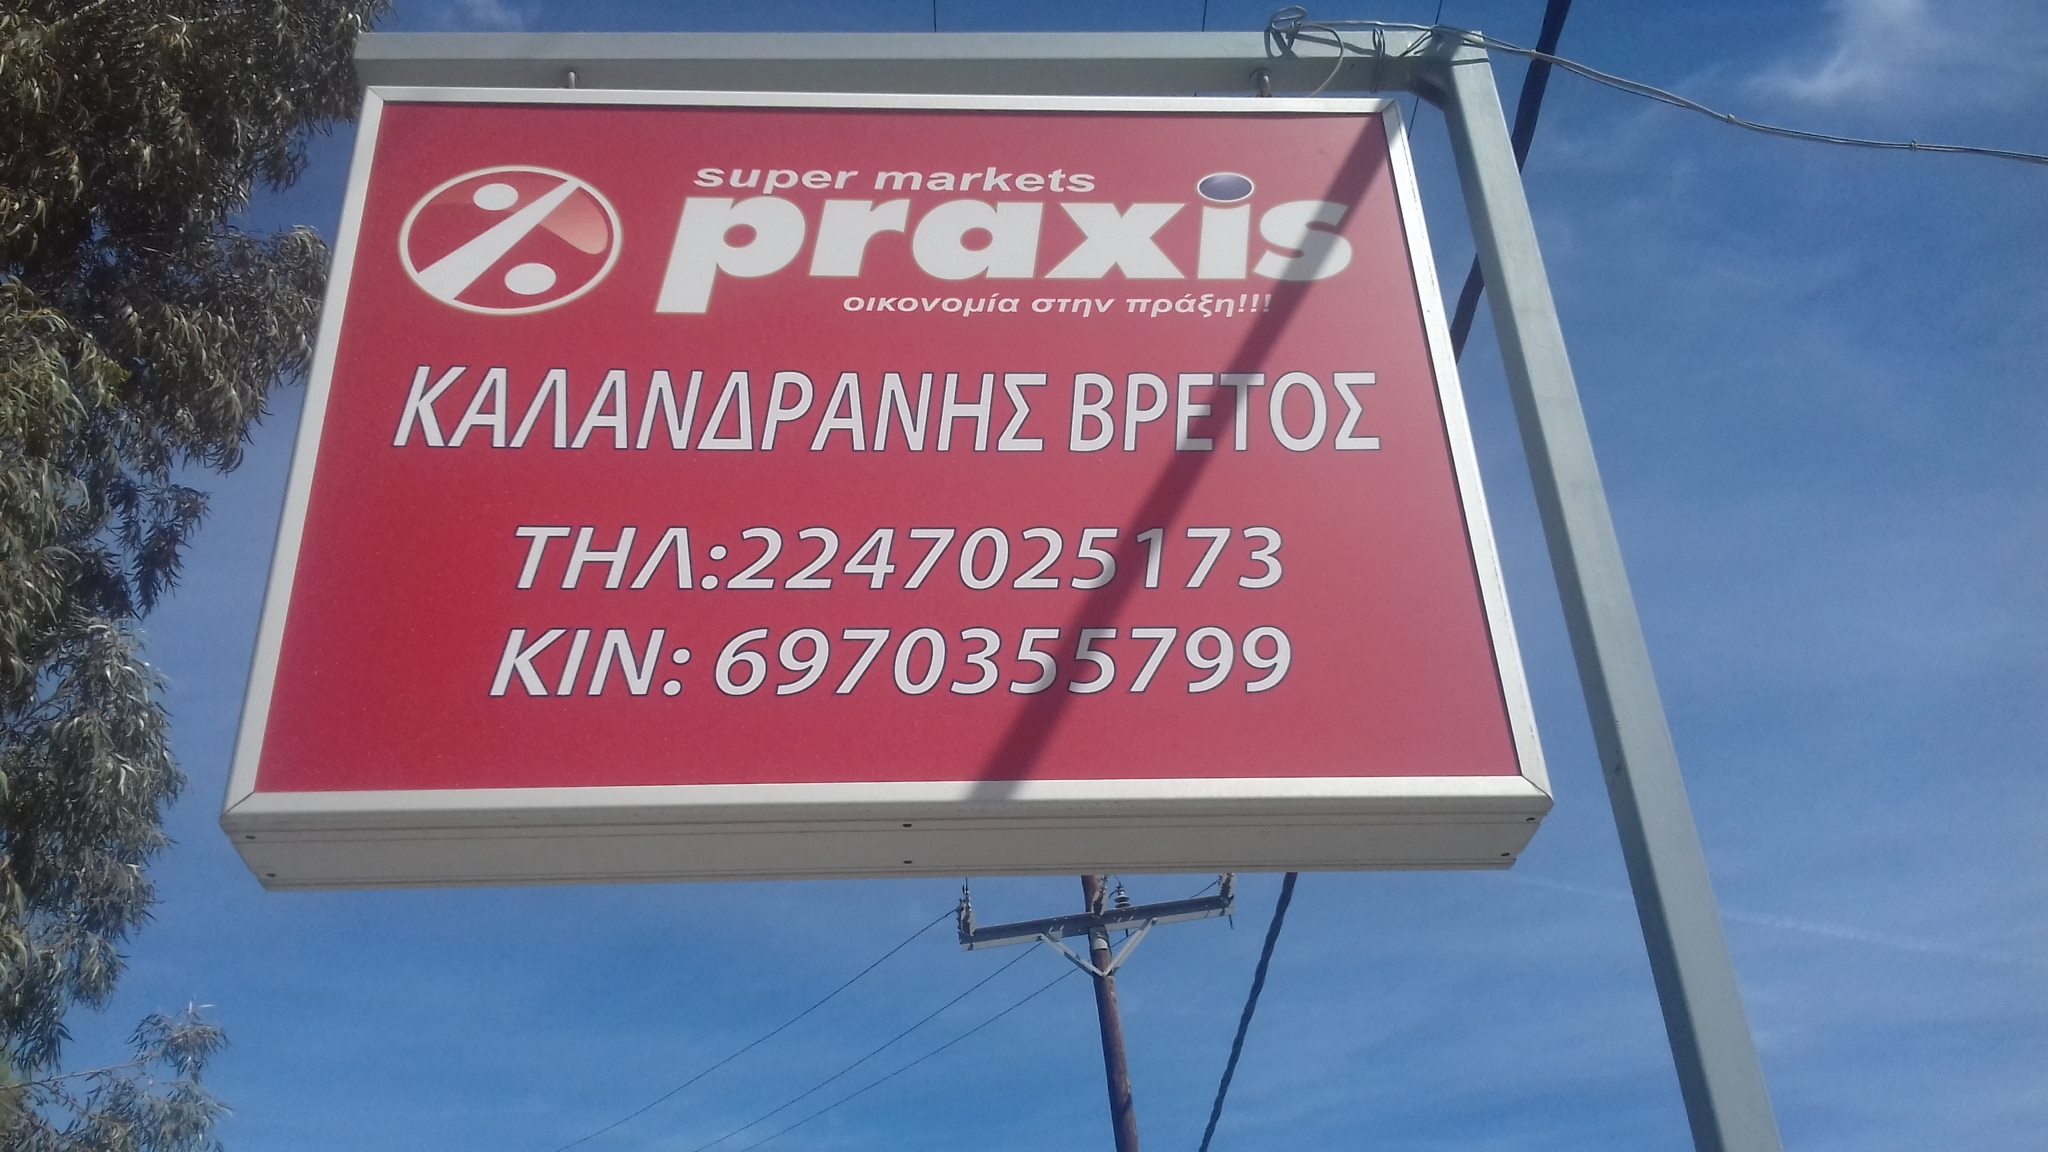 super markets
praxis
οικονομία στην πράξη!!!
ΚΑΛΑΝΔΡΑΝΗΣ ΒΡΕΤΟΣ
ΤΗΛ:2247025173
ΚΙΝ: 6970355799